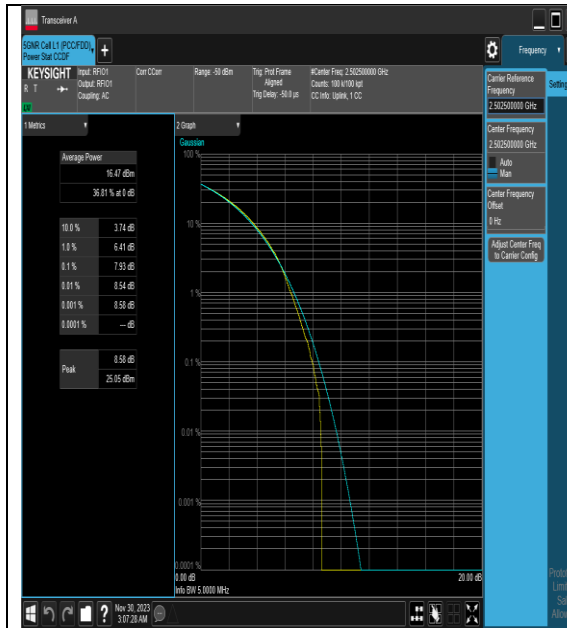 Transceiver A
5GNR Cell L1 (PCC/FDD)
Power Stat CCDF
Frequency
KEYSIGHT
R T
Input: RFIO1
Output: RFIO1
Coupling: AC
Corr CCorr
Range: -50 dBm
Trig: Prot Frame
Aligned
Trig Delay: -50.0 µs
#Center Freq: 2.502500000 GHz
Counts: 100 k/100 kpt
CC Info: Uplink, 1 CC
Carrier Reference
Frequency
2.502500000 GHz
Center Frequency
2.502500000 GHz
Auto
Man
Center Frequency
Offset
0 Hz
Adjust Center Freq
to Carrier Config
1 Metrics
Average Power
16.47 dBm
36.81 % at 0 dB
10.0 % 3.74 dB
1.0 % 6.41 dB
0.1 % 7.93 dB
0.01 % 8.54 dB
0.001 % 8.58 dB
0.0001 % --- dB
Peak
8.58 dB
25.05 dBm
2 Graph
Gaussian
100 %
10 %
1 %
0.1 %
0.01 %
0.001 %
0.0001 %
0.00 dB
20.00 dB
Info BW 5.0000 MHz
Nov 30, 2023
3:07:28 AM